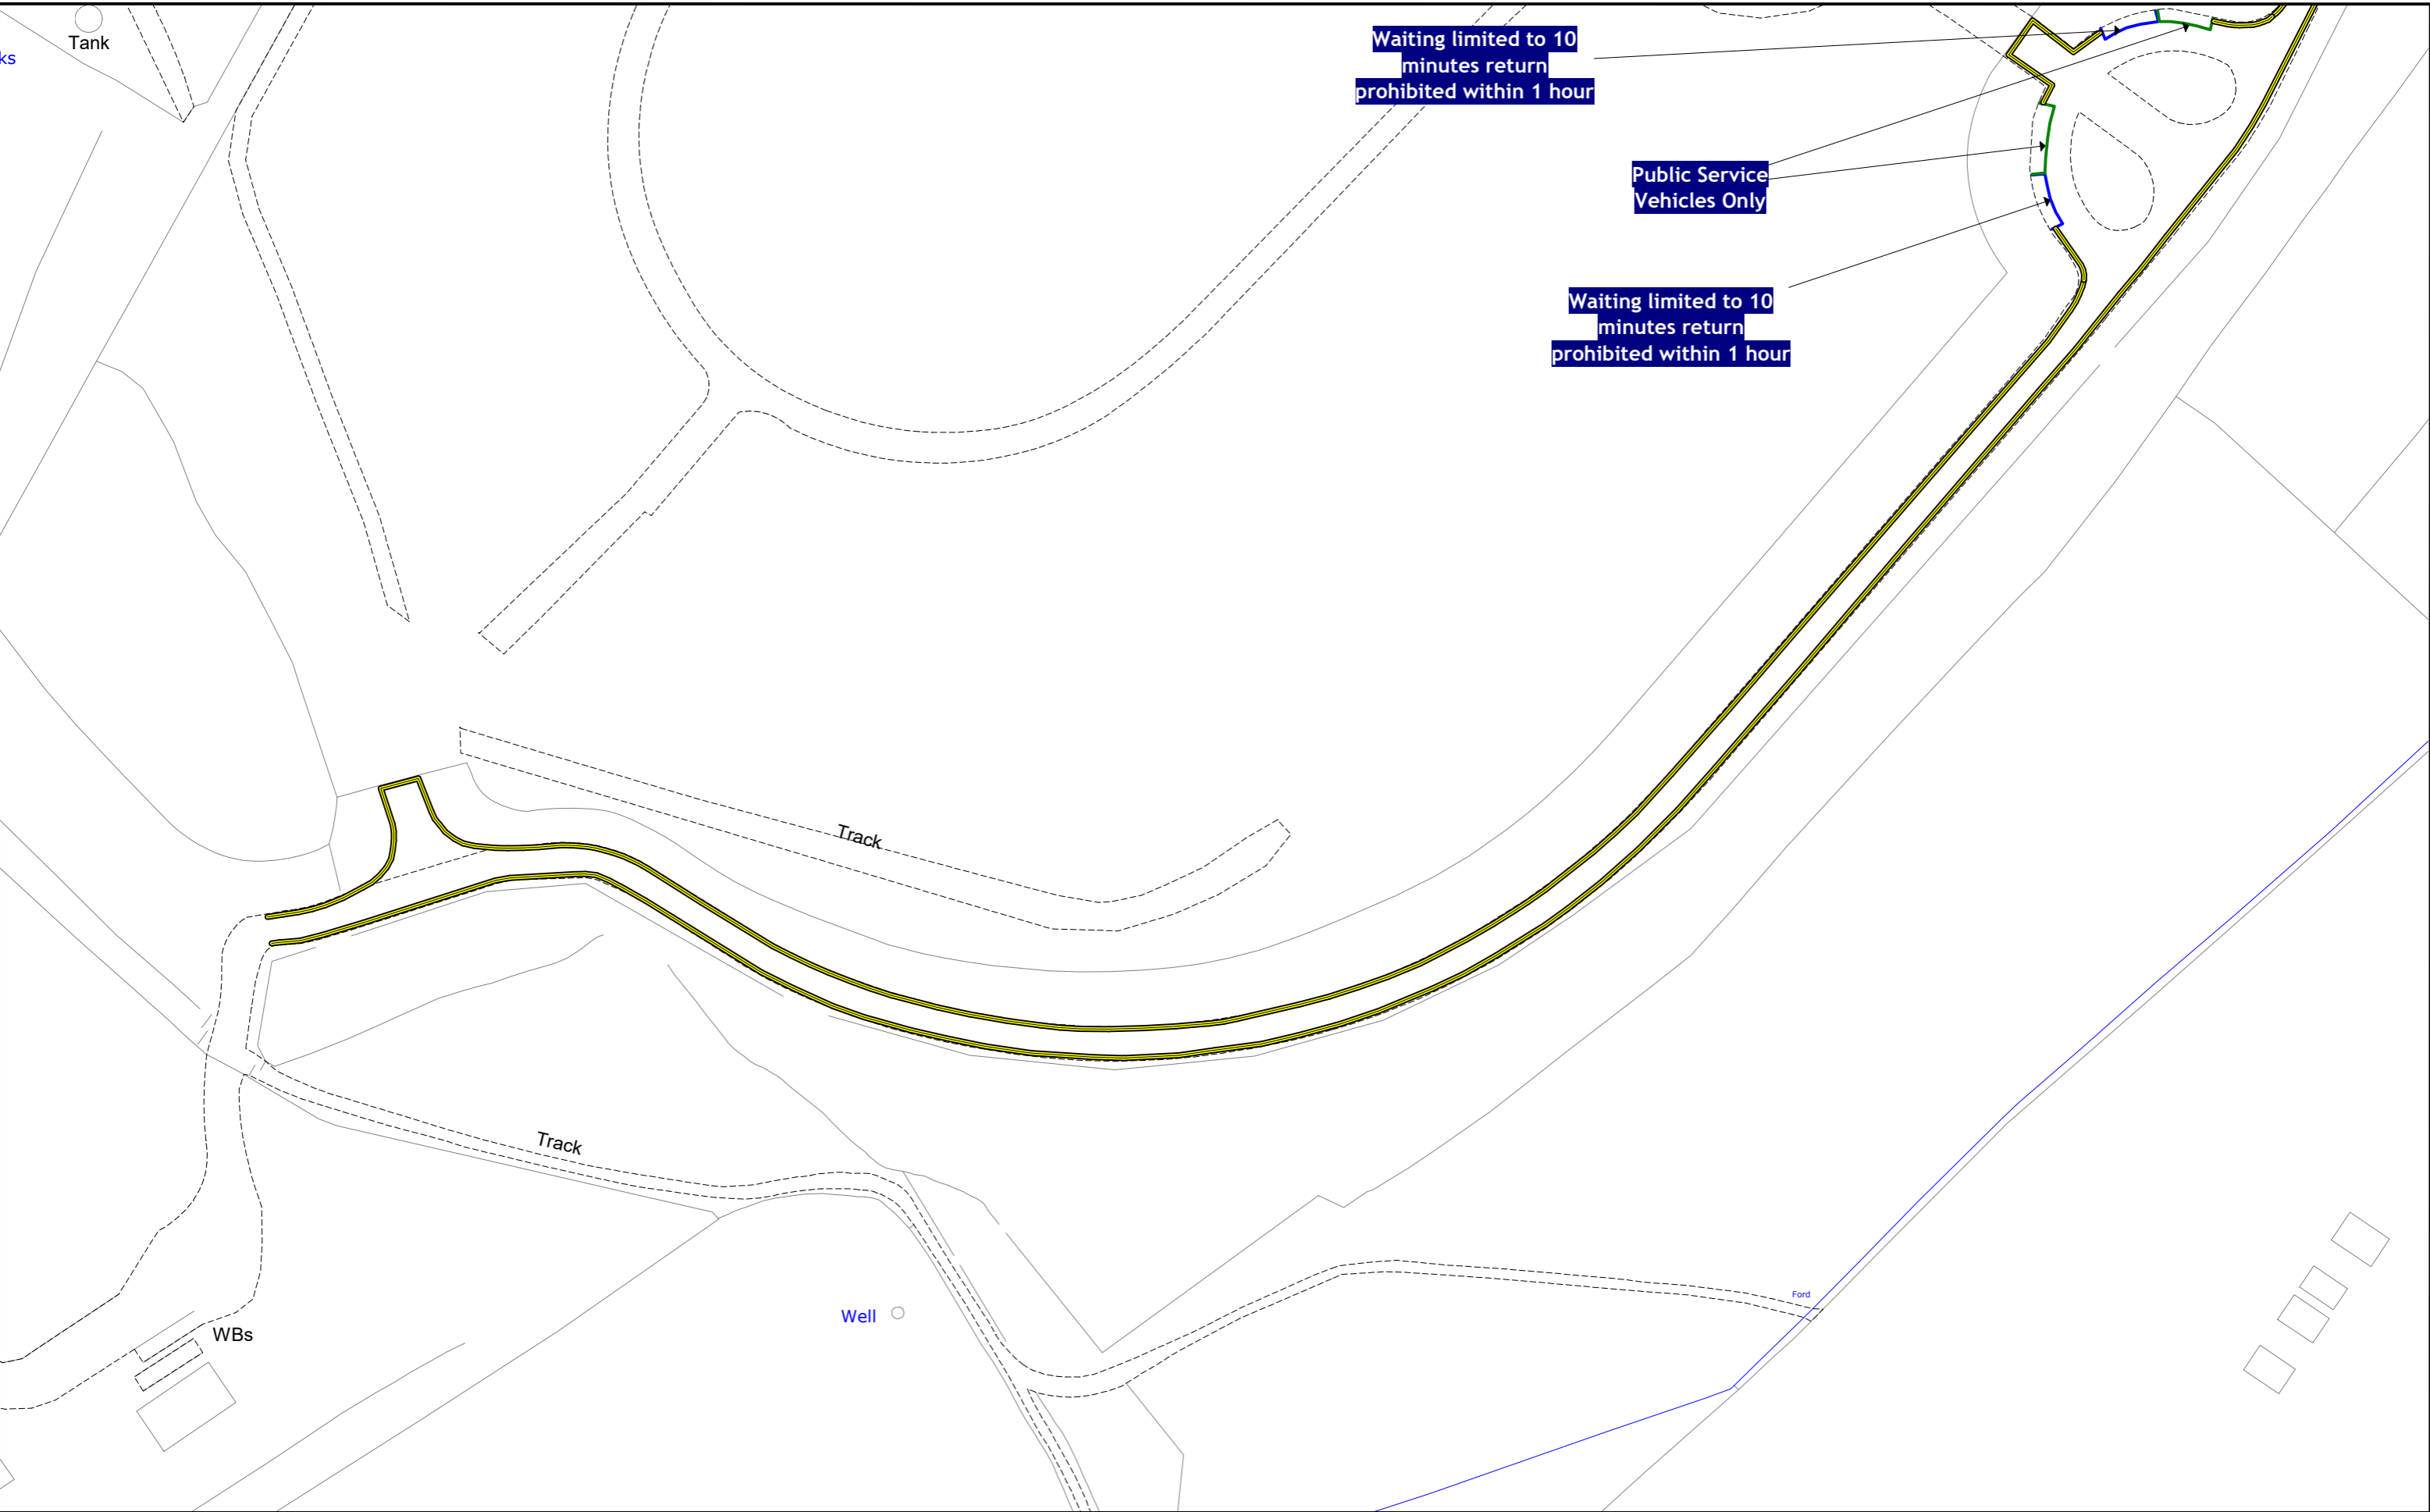 Tank
ks
Waiting limited to 10
minutes return
prohibited within 1 hour
Public Service
Vehicles Only
Waiting limited to 10
minutes return
prohibited within 1 hour
Track
Track
Well
Ford
WBs